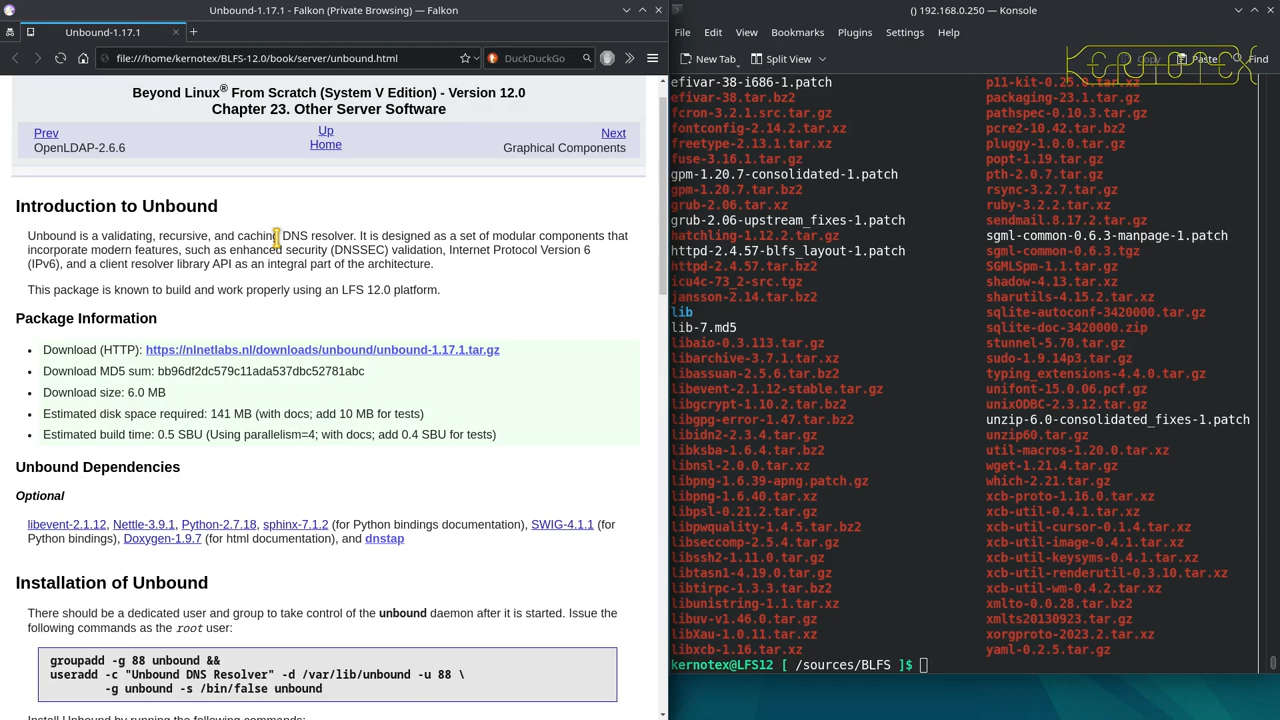 Unbound-1.17.1 — Falkon (Private Browsing) — Falkon
Unbound-1.17.1
file:///home/kernotex/BLFS-12.0/book/server/unbound.html
DuckDuckGo
Beyond Linux® From Scratch (System V Edition) - Version 12.0
Chapter 23. Other Server Software
Prev
Up
Next
OpenLDAP-2.6.6
Home
Graphical Components
Introduction to Unbound
Unbound is a validating, recursive, and caching DNS resolver. It is designed as a set of modular components that
incorporate modern features, such as enhanced security (DNSSEC) validation, Internet Protocol Version 6
(IPv6), and a client resolver library API as an integral part of the architecture.
This package is known to build and work properly using an LFS 12.0 platform.
Package Information
• Download (HTTP): https://nlnetlabs.nl/downloads/unbound/unbound-1.17.1.tar.gz
• Download MD5 sum: bb96df2dc579c11ada537dbc52781abc
• Download size: 6.0 MB
• Estimated disk space required: 141 MB (with docs; add 10 MB for tests)
• Estimated build time: 0.5 SBU (Using parallelism=4; with docs; add 0.4 SBU for tests)
Unbound Dependencies
Optional
libevent-2.1.12, Nettle-3.9.1, Python-2.7.18, sphinx-7.1.2 (for Python bindings documentation), SWIG-4.1.1 (for
Python bindings), Doxygen-1.9.7 (for html documentation), and dnstap
Installation of Unbound
There should be a dedicated user and group to take control of the unbound daemon after it is started. Issue the
following commands as the root user:
groupadd -g 88 unbound &&
useradd -c "Unbound DNS Resolver" -d /var/lib/unbound -u 88 \
-g unbound -s /bin/false unbound
Install Unbound by running the following commands:
() 192.168.0.250 — Konsole
File Edit View Bookmarks Plugins Settings Help
New Tab Split View Copy Paste Find
Kernotex
efivar-38-i686-1.patch p11-kit-0.25.0.tar.xz
efivar-38.tar.bz2 packaging-23.1.tar.gz
fcron-3.2.1.src.tar.gz pathspec-0.10.3.tar.gz
fontconfig-2.14.2.tar.xz pcre2-10.42.tar.bz2
freetype-2.13.1.tar.xz pluggy-1.0.0.tar.gz
fuse-3.16.1.tar.gz popt-1.19.tar.gz
gpm-1.20.7-consolidated-1.patch pth-2.0.7.tar.gz
gpm-1.20.7.tar.bz2 rsync-3.2.7.tar.gz
grub-2.06.tar.xz ruby-3.2.2.tar.xz
grub-2.06-upstream_fixes-1.patch sendmail.8.17.2.tar.gz
hatchling-1.12.2.tar.gz sgml-common-0.6.3-manpage-1.patch
httpd-2.4.57-blfs_layout-1.patch sgml-common-0.6.3.tgz
httpd-2.4.57.tar.bz2 SGMLSpm-1.1.tar.gz
icu4c-73_2-src.tgz shadow-4.13.tar.xz
jansson-2.14.tar.bz2 sharutils-4.15.2.tar.xz
lib sqlite-autoconf-3420000.tar.gz
lib-7.md5 sqlite-doc-3420000.zip
libaio-0.3.113.tar.gz stunnel-5.70.tar.gz
libarchive-3.7.1.tar.xz sudo-1.9.14p3.tar.gz
libassuan-2.5.6.tar.bz2 typing_extensions-4.4.0.tar.gz
libevent-2.1.12-stable.tar.gz unifont-15.0.06.pcf.gz
libgcrypt-1.10.2.tar.bz2 unixODBC-2.3.12.tar.gz
libgpg-error-1.47.tar.bz2 unzip-6.0-consolidated_fixes-1.patch
libidn2-2.3.4.tar.gz unzip60.tar.gz
libksba-1.6.4.tar.bz2 util-macros-1.20.0.tar.xz
libnsl-2.0.0.tar.xz wget-1.21.4.tar.gz
libpng-1.6.39-apng.patch.gz which-2.21.tar.gz
libpng-1.6.40.tar.xz xcb-proto-1.16.0.tar.xz
libpsl-0.21.2.tar.gz xcb-util-0.4.1.tar.xz
libpwquality-1.4.5.tar.bz2 xcb-util-cursor-0.1.4.tar.xz
libseccomp-2.5.4.tar.gz xcb-util-image-0.4.1.tar.xz
libssh2-1.11.0.tar.gz xcb-util-keysyms-0.4.1.tar.xz
libtasn1-4.19.0.tar.gz xcb-util-renderutil-0.3.10.tar.xz
libtirpc-1.3.3.tar.bz2 xcb-util-wm-0.4.2.tar.xz
libunistring-1.1.tar.xz xmlto-0.0.28.tar.bz2
libuv-v1.46.0.tar.gz xmlts20130923.tar.gz
libXau-1.0.11.tar.xz xorgproto-2023.2.tar.xz
libxcb-1.16.tar.xz yaml-0.2.5.tar.gz
kernotex@LFS12 [ /sources/BLFS ]$